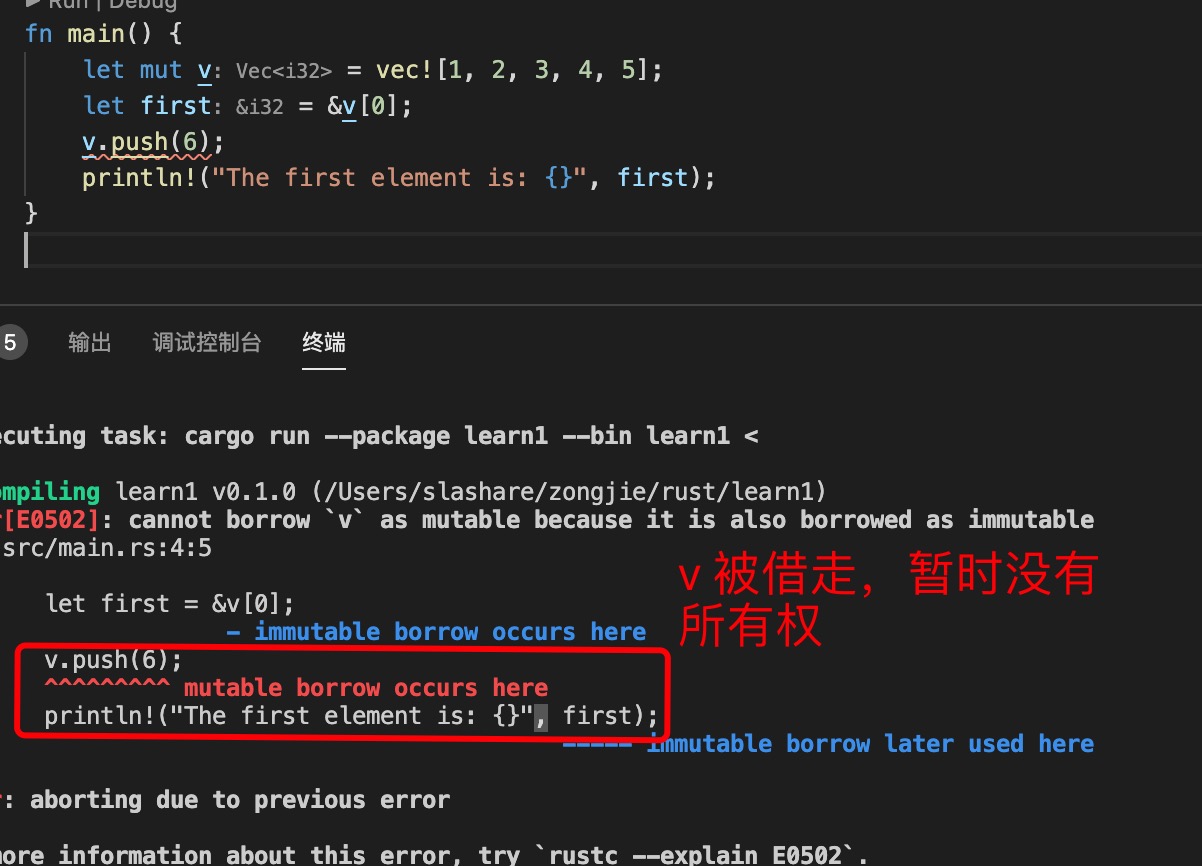 Run | Debug
fn main() {
let mut v: Vec<i32> = vec![1, 2, 3, 4, 5];
let first: &i32 = &v[0];
v.push(6);
println!("The first element is: {}", first);
}
5 输出 调试控制台 终端
ecuting task: cargo run --package learn1 --bin learn1 <
ompiling learn1 v0.1.0 (/Users/slashare/zongjie/rust/learn1)
[E0502]: cannot borrow `v` as mutable because it is also borrowed as immutable
src/main.rs:4:5
v 被借走，暂时没有
所有权
let first = &v[0];
- immutable borrow occurs here
v.push(6);
^^^^^^^^^ mutable borrow occurs here
println!("The first element is: {}", first);
----- immutable borrow later used here
: aborting due to previous error
ore information about this error, try `rustc --explain E0502`.